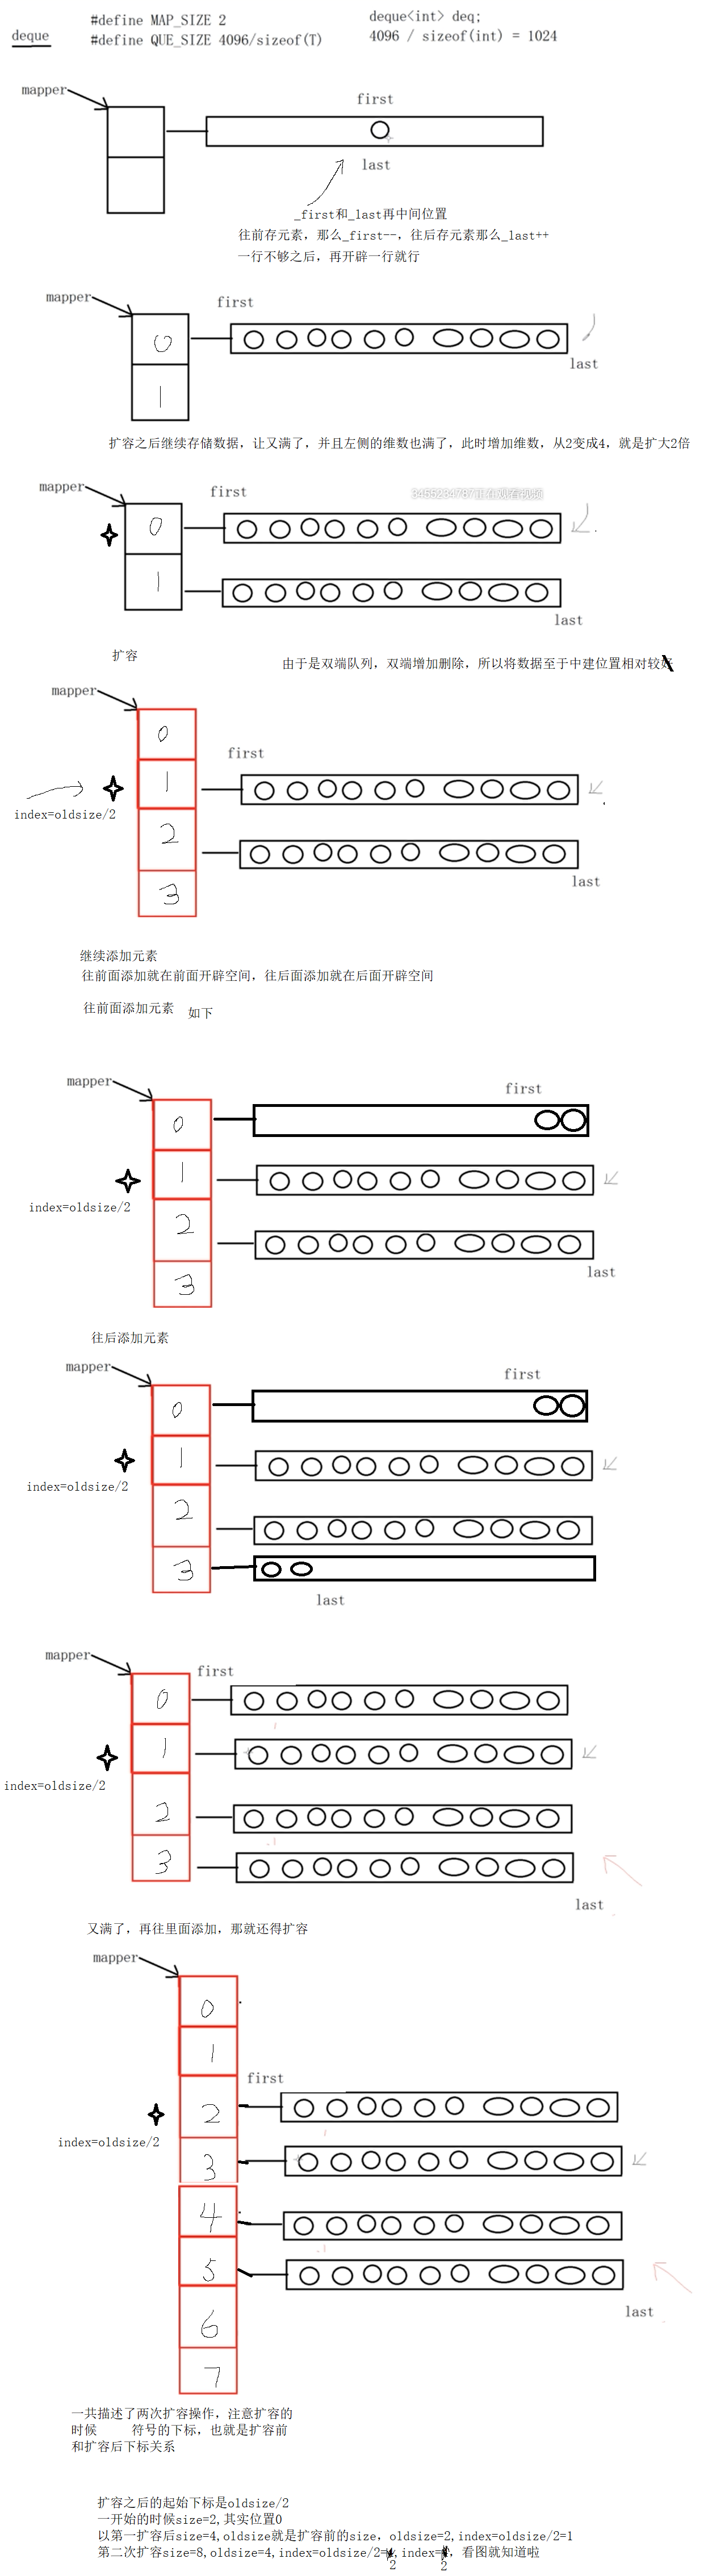 deque
#define MAP_SIZE 2
#define QUE_SIZE 4096/sizeof(T)
deque<int> deq;
4096 / sizeof(int) = 1024
mapper
first
last
_first和_last再中间位置
往前存元素，那么_first--，往后存元素那么_last++
一行不够之后，再开辟一行就行
mapper
first
0
1
last
扩容之后继续存储数据，让又满了，并且左侧的维数也满了，此时增加维数，从2变成4，就是扩大2倍
mapper
first
正在观看视频
0
1
last
扩容
由于是双端队列，双端增加删除，所以将数据至于中建位置相对较好
mapper
0
first
1
index=oldsize/2
2
3
last
继续添加元素
往前面添加就在前面开辟空间，往后面添加就在后面开辟空间
往前面添加元素 如下
mapper
first
0
1
index=oldsize/2
2
3
last
往后添加元素
mapper
first
0
1
index=oldsize/2
2
3
last
mapper
first
0
1
index=oldsize/2
2
3
last
又满了，再往里面添加，那就还得扩容
mapper
0
1
first
2
index=oldsize/2
3
4
5
last
6
7
一共描述了两次扩容操作，注意扩容的
时候 符号的下标，也就是扩容前
和扩容后下标关系
扩容之后的起始下标是oldsize/2
一开始的时候size=2,其实位置0
以第一扩容后size=4,oldsize就是扩容前的size，oldsize=2,index=oldsize/2=1
第二次扩容size=8,oldsize=4,index=oldsize/2=2,index=2，看图就知道啦